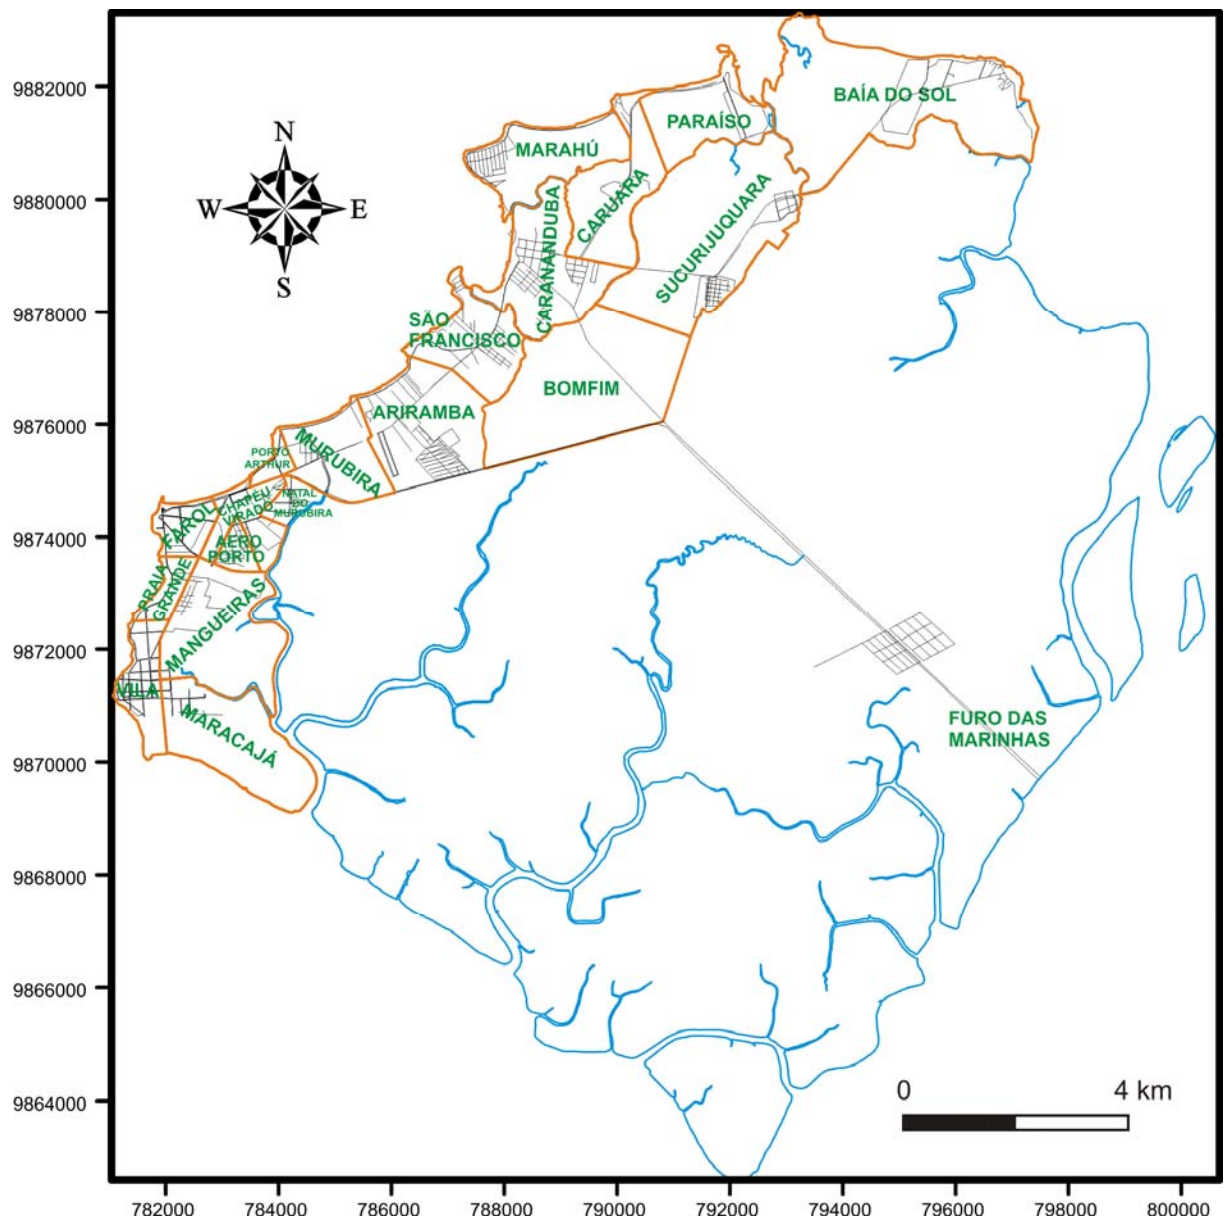 9882000
9880000
9878000
9876000
9874000
9872000
9870000
9868000
9866000
9864000
N
W
E
S
BAÍA DO SOL
PARAÍSO
MARAHÚ
CARUARA
CARANANDUBA
SUCURIJUQUARA
SÃO
FRANCISCO
BOMFIM
ARIRAMBA
MURUBIRA
PORTO
ARTHUR
CHAPÉU
VIRADO
NATAL
DO
MURUBIRA
FAROL
AERO
PORTO
PRAIA
GRANDE
MANGUEIRAS
VILA
MARACAJÁ
FURO DAS
MARINHAS
0
4 km
782000
784000
786000
788000
790000
792000
794000
796000
798000
800000